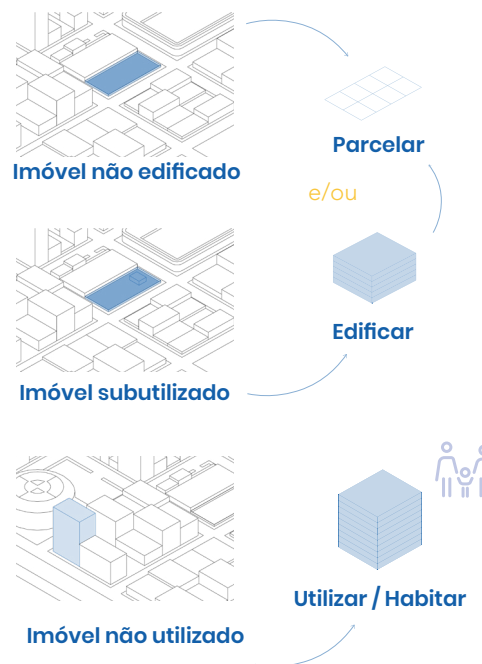 Parcelar
Imóvel não edificado
e/ou
Edificar
Imóvel subutilizado
Utilizar / Habitar
Imóvel não utilizado